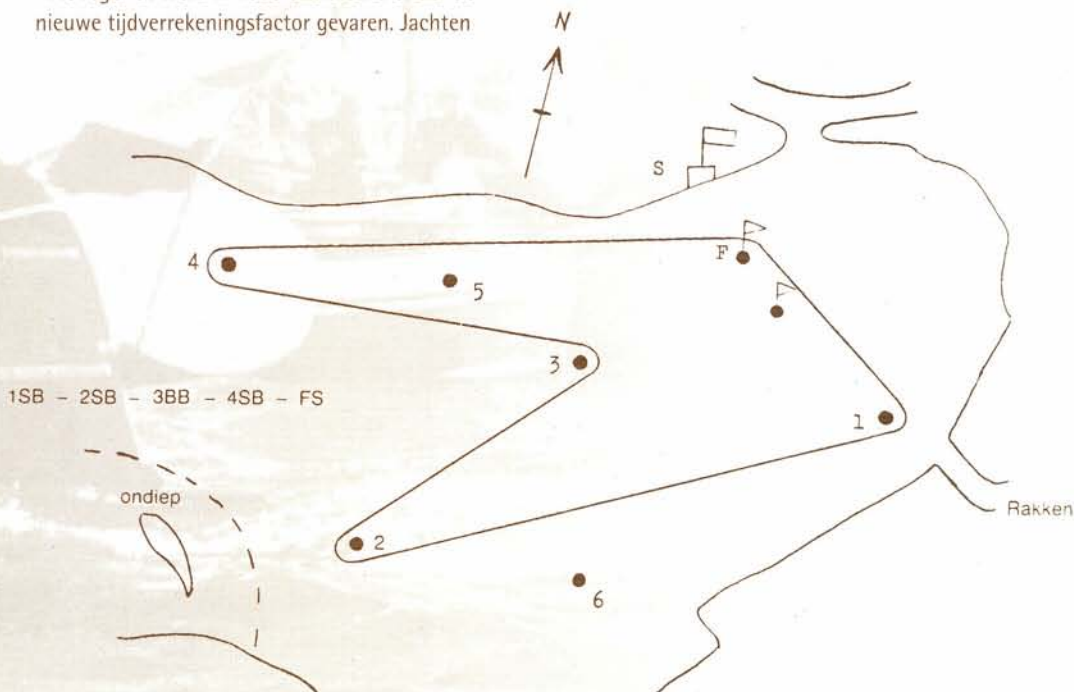 nieuwe tijdverrekeningsfactor gevaren. Jachten
N
S
F
4
5
3
1SB – 2SB – 3BB – 4SB – FS
1
ondiep
Rakken
2
6